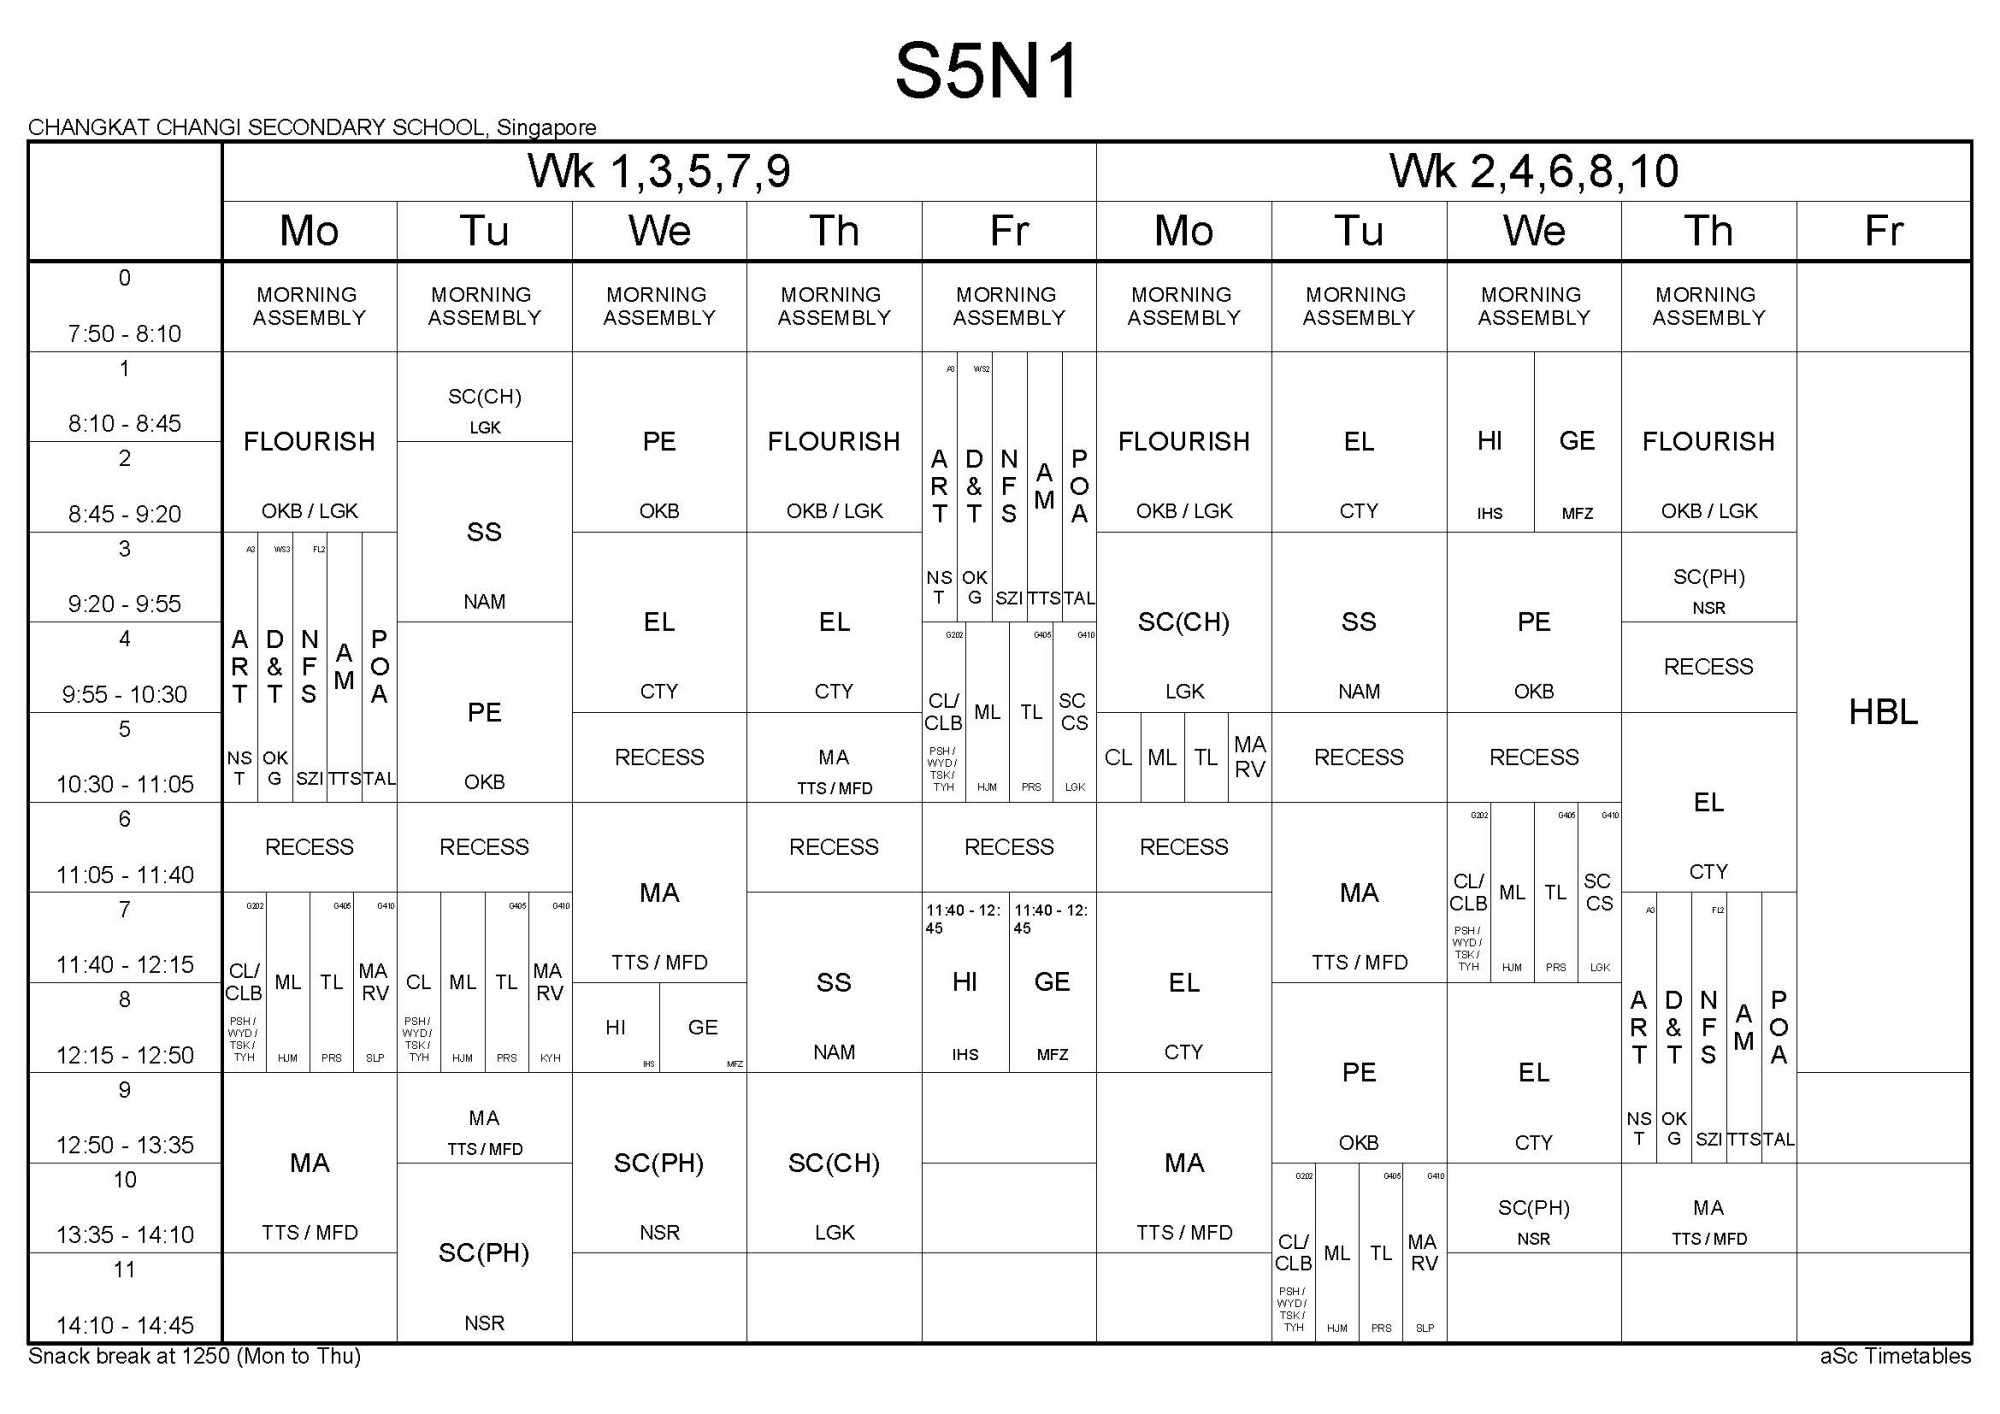 S5N1
CHANGKAT CHANGI SECONDARY SCHOOL, Singapore
Wk 1,3,5,7,9 Wk 2,4,6,8,10
Mo Tu We Th Fr Mo Tu We Th Fr
0
7:50 - 8:10
MORNING ASSEMBLY MORNING ASSEMBLY MORNING ASSEMBLY MORNING ASSEMBLY MORNING ASSEMBLY MORNING ASSEMBLY MORNING ASSEMBLY MORNING ASSEMBLY MORNING ASSEMBLY
1
8:10 - 8:45
2
8:45 - 9:20
3
9:20 - 9:55
4
9:55 - 10:30
5
10:30 - 11:05
6
11:05 - 11:40
7
11:40 - 12:15
8
12:15 - 12:50
9
12:50 - 13:35
10
13:35 - 14:10
11
14:10 - 14:45
FLOURISH
OKB / LGK
A3 WS3 FL2
ART D&T NFS AM POA
NST OKG SZI TTS TAL
RECESS
G202 G405 G410
CL/CLB ML TL MA RV
PSH / WYD / TSK / TYH HJM PRS SLP
MA
TTS / MFD
SC(CH)
LGK
SS
NAM
PE
OKB
RECESS
G405 G410
CL ML TL MA RV
PSH / WYD / TSK / TYH HJM PRS KYH
MA
TTS / MFD
SC(PH)
NSR
PE
OKB
EL
CTY
RECESS
MA
TTS / MFD
HI GE
IHS MFZ
SC(PH)
NSR
FLOURISH
OKB / LGK
EL
CTY
MA
TTS / MFD
RECESS
SS
NAM
SC(CH)
LGK
A3 WS2
ART D&T NFS AM POA
NST OKG SZI TTS TAL
G202 G405 G410
CL/CLB ML TL SC CS
PSH / WYD / TSK / TYH HJM PRS LGK
RECESS
11:40 - 12:45 11:40 - 12:45
HI GE
IHS MFZ
FLOURISH
OKB / LGK
SC(CH)
LGK
CL ML TL MA RV
RECESS
EL
CTY
MA
TTS / MFD
EL
CTY
SS
NAM
RECESS
MA
TTS / MFD
PE
OKB
G202 G405 G410
CL/CLB ML TL MA RV
PSH / WYD / TSK / TYH HJM PRS SLP
HI GE
IHS MFZ
PE
OKB
RECESS
G202 G405 G410
CL/CLB ML TL SC CS
PSH / WYD / TSK / TYH HJM PRS LGK
EL
CTY
SC(PH)
NSR
FLOURISH
OKB / LGK
SC(PH)
NSR
RECESS
EL
CTY
A3 FL2
ART D&T NFS AM POA
NST OKG SZI TTS TAL
MA
TTS / MFD
HBL
Snack break at 1250 (Mon to Thu)
aSc Timetables